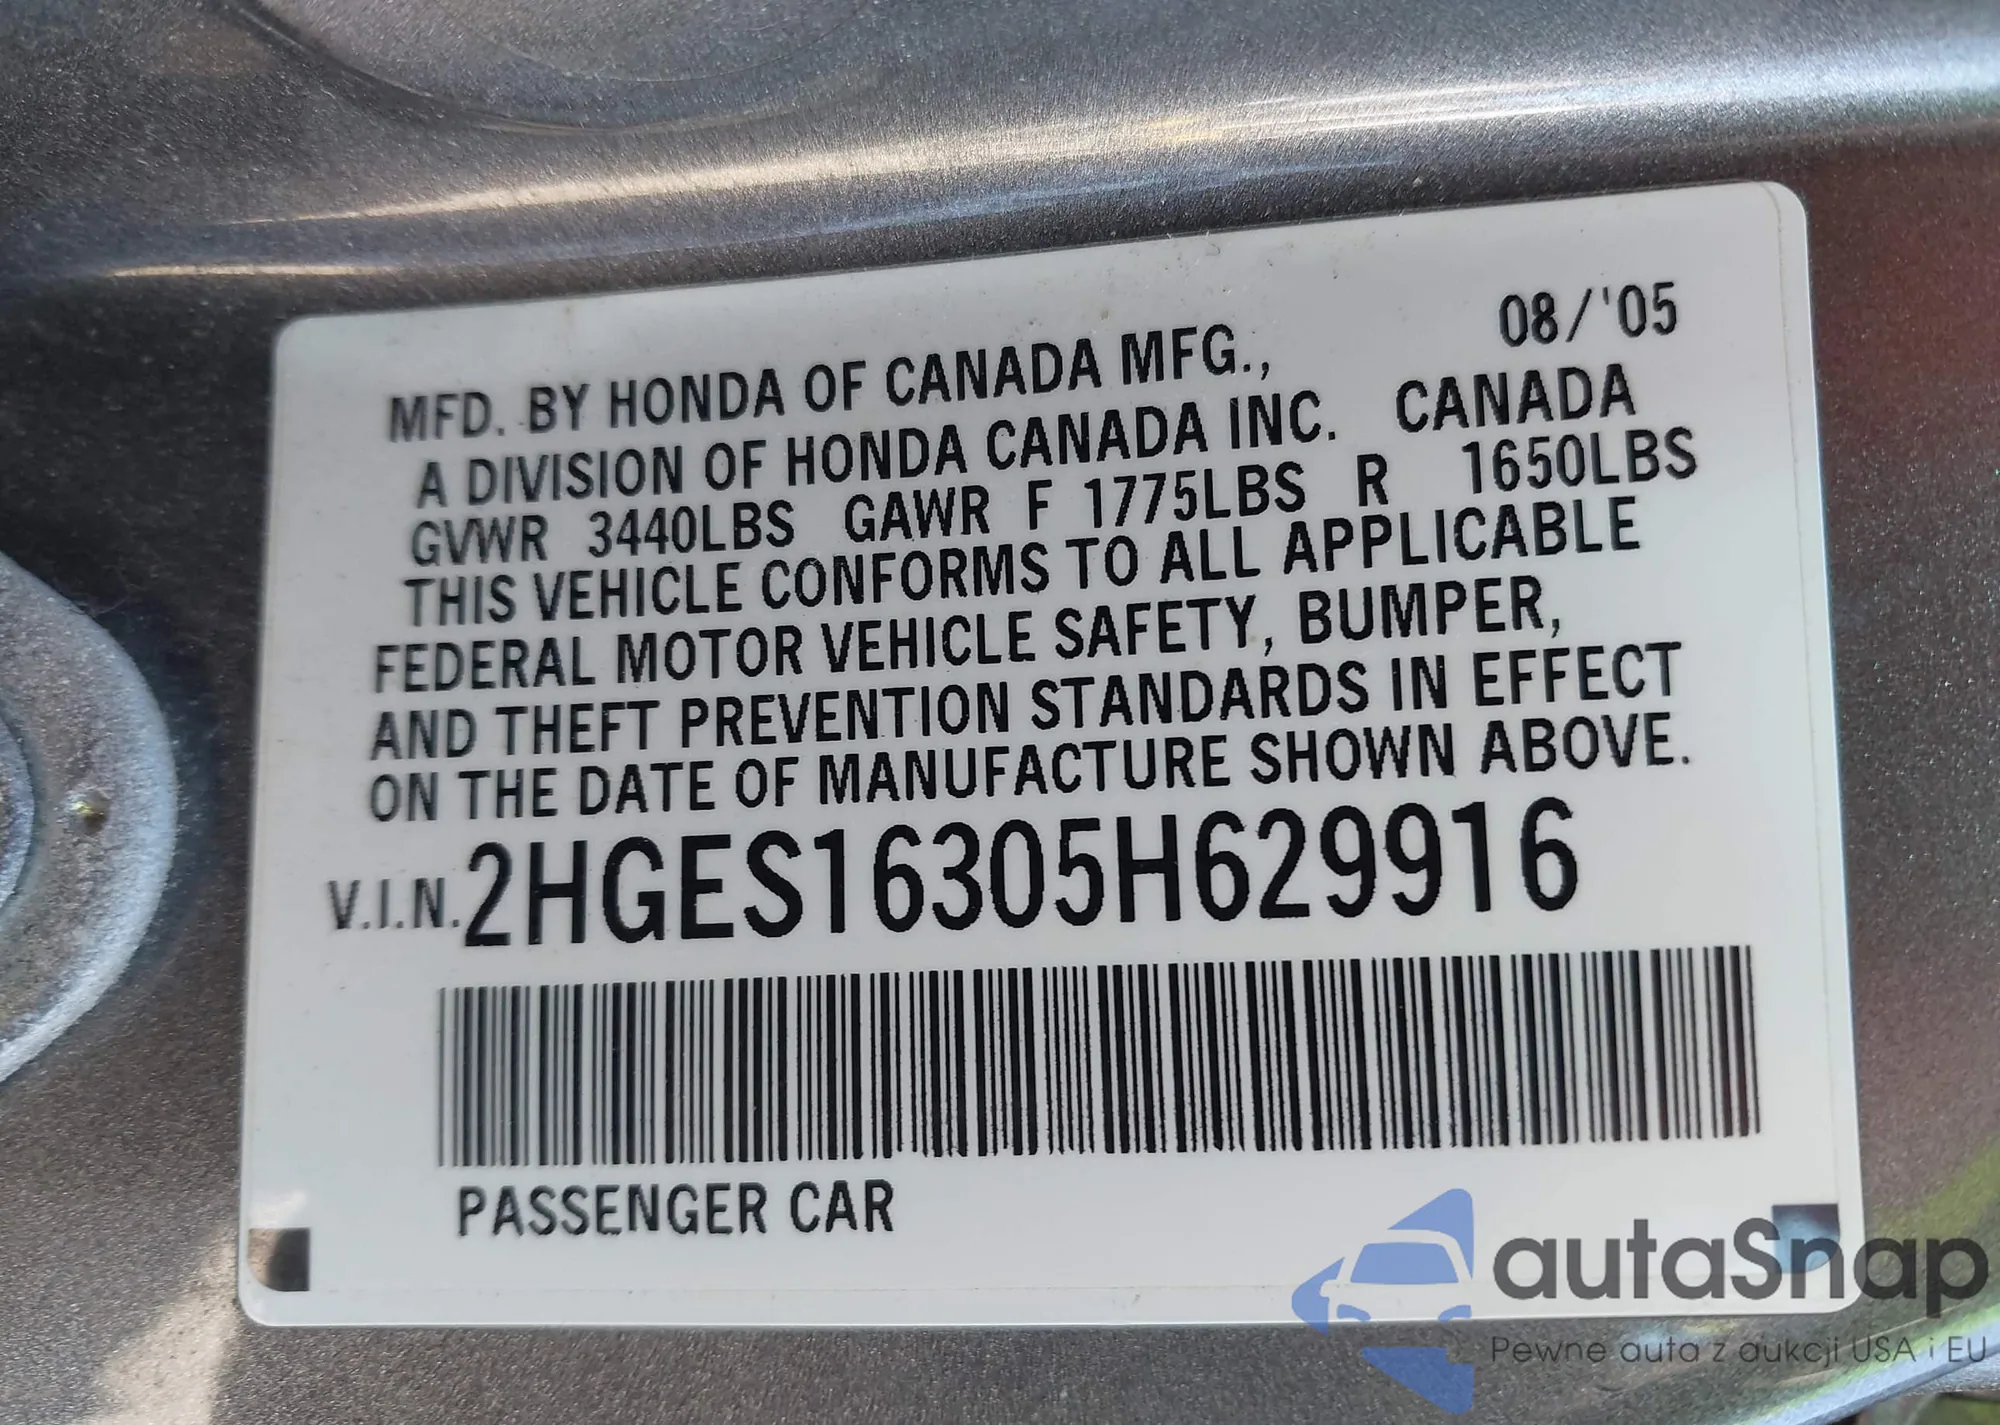 08/'05
MFD. BY HONDA OF CANADA MFG.,
A DIVISION OF HONDA CANADA INC. CANADA
GVWR 3440LBS GAWR F 1775LBS R 1650LBS
THIS VEHICLE CONFORMS TO ALL APPLICABLE
FEDERAL MOTOR VEHICLE SAFETY, BUMPER,
AND THEFT PREVENTION STANDARDS IN EFFECT
ON THE DATE OF MANUFACTURE SHOWN ABOVE.
V.I.N. 2HGES16305H629916
PASSENGER CAR
autaSnap
Pewne auta z aukcji USA i EU